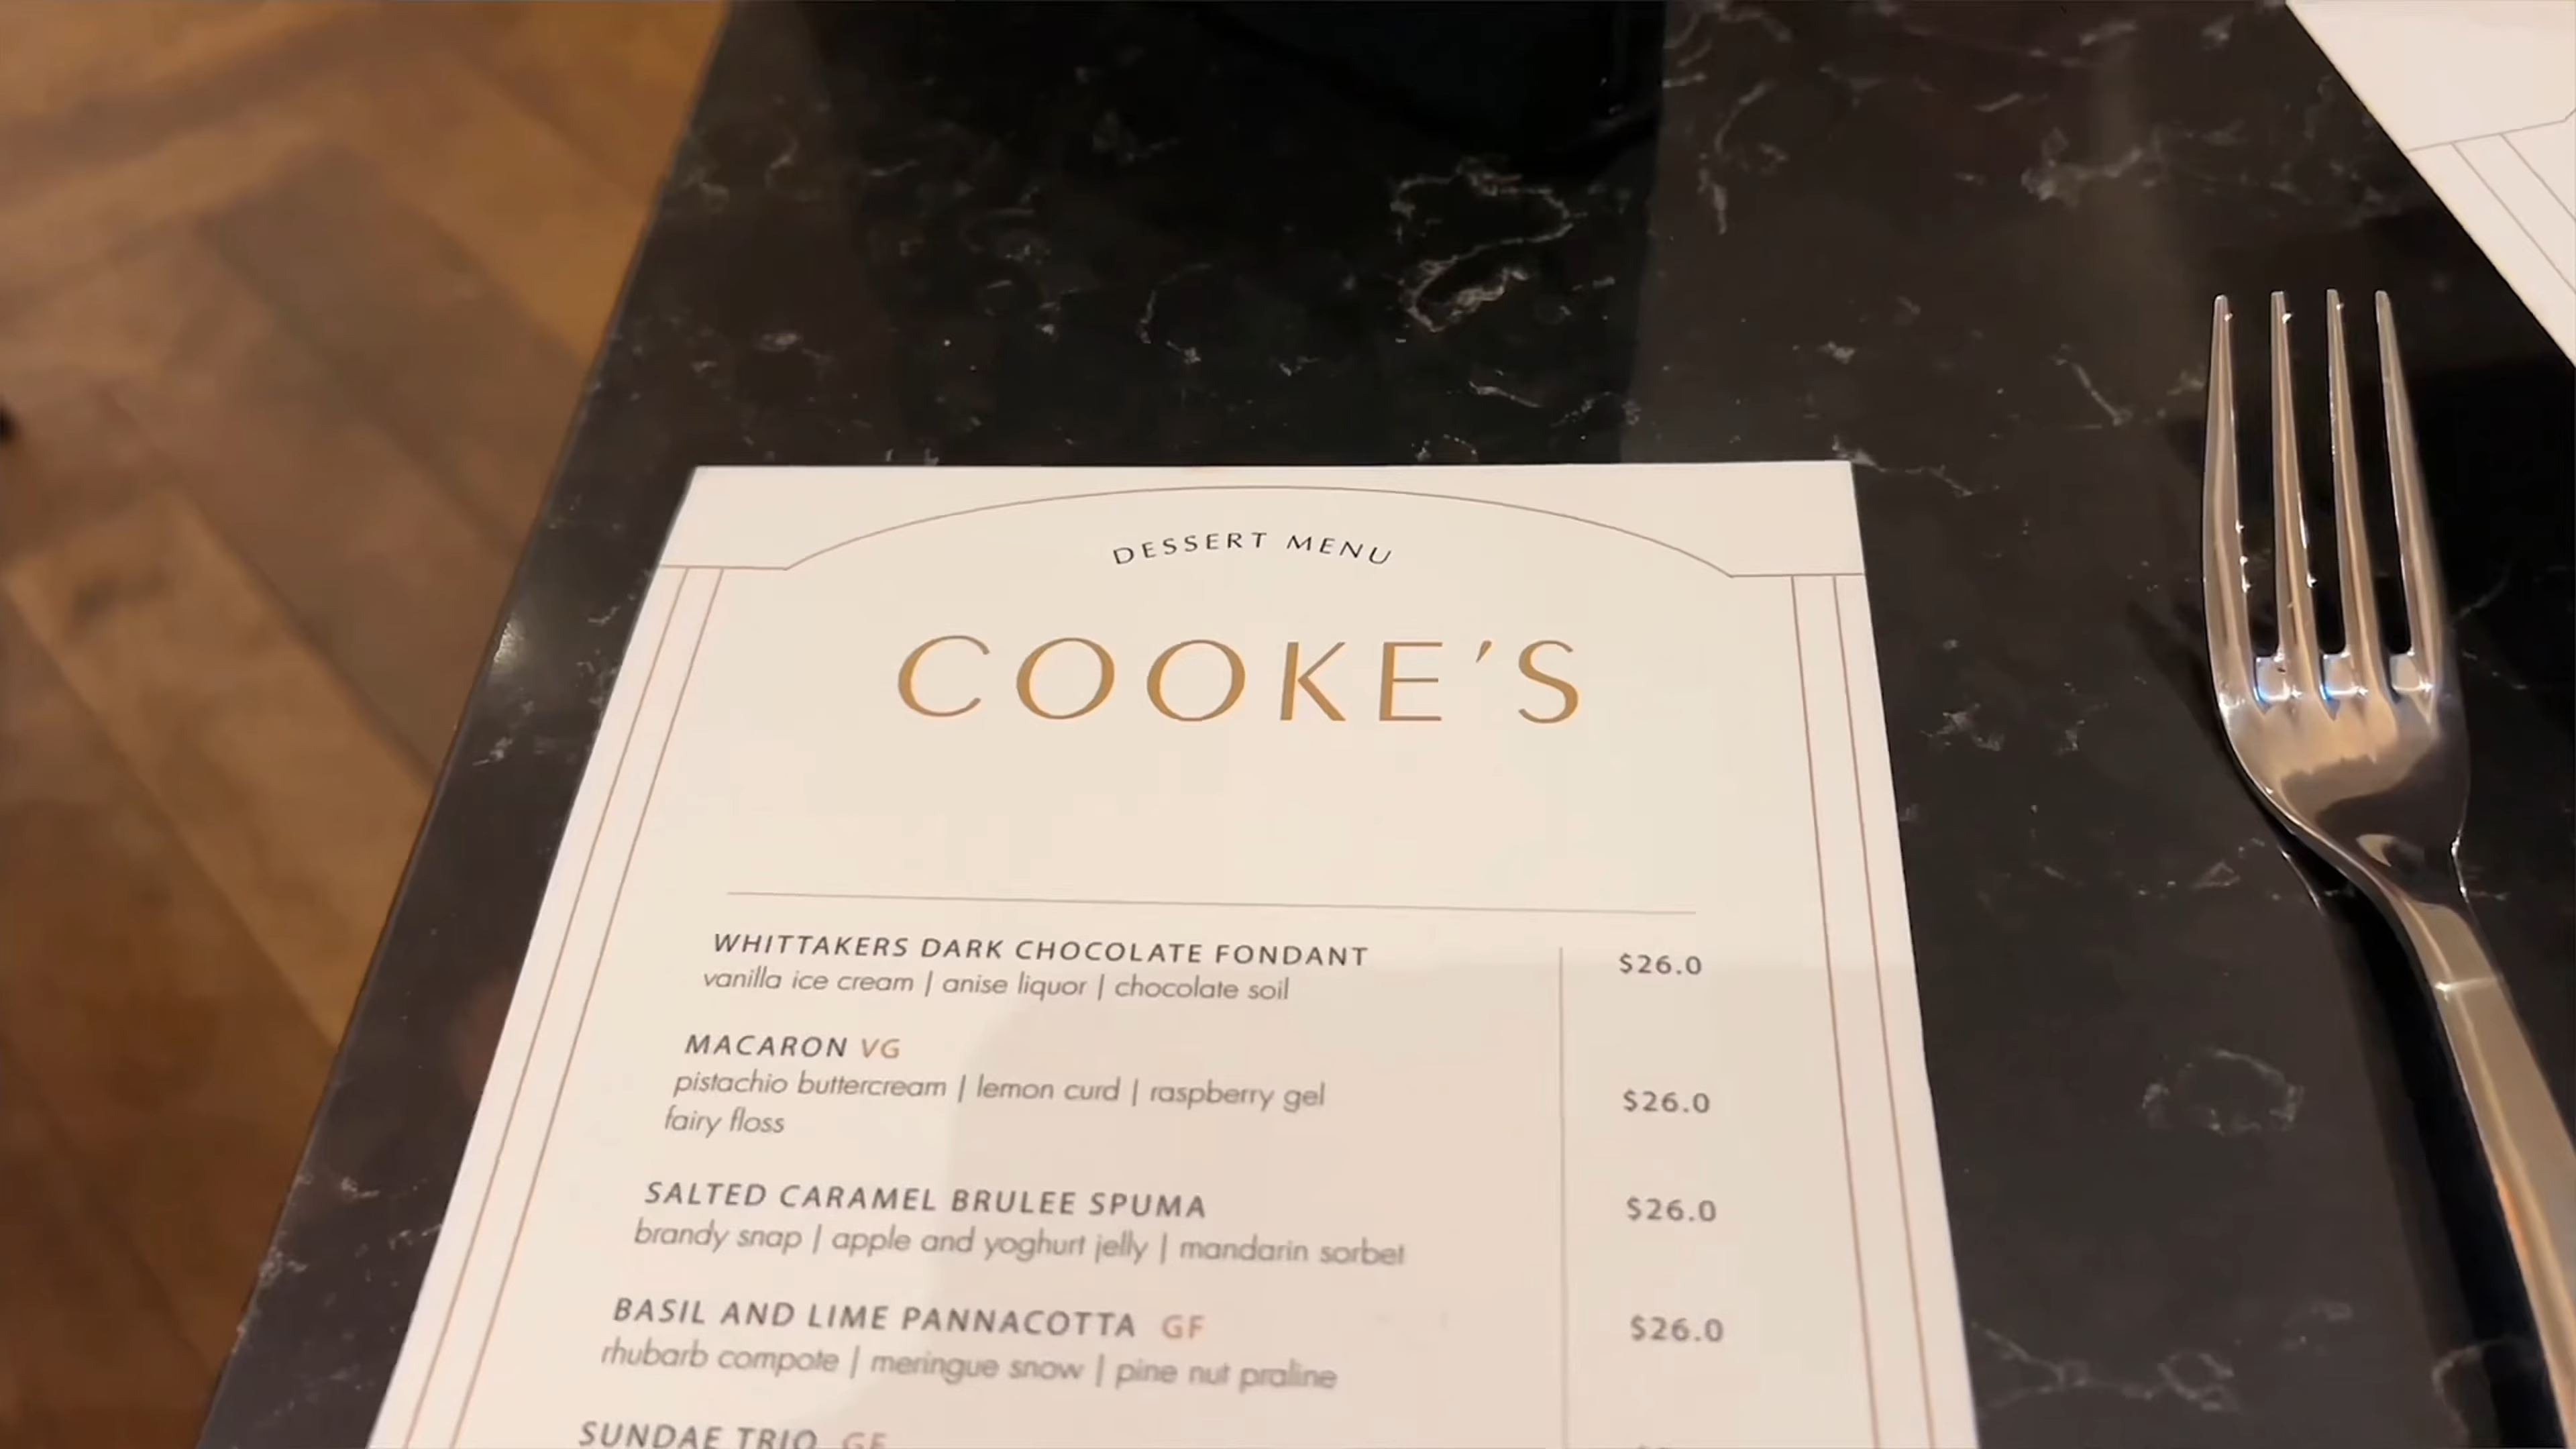 DESSERT MENU
COOKE'S
WHITTAKERS DARK CHOCOLATE FONDANT $26.0
vanilla ice cream | anise liquor | chocolate soil
MACARON VG
pistachio buttercream | lemon curd | raspberry gel $26.0
fairy floss
SALTED CARAMEL BRULEE SPUMA $26.0
brandy snap | apple and yoghurt jelly | mandarin sorbet
BASIL AND LIME PANNACOTTA GF $26.0
rhubarb compote | meringue snow | pine nut praline
SUNDAE TRIO GF